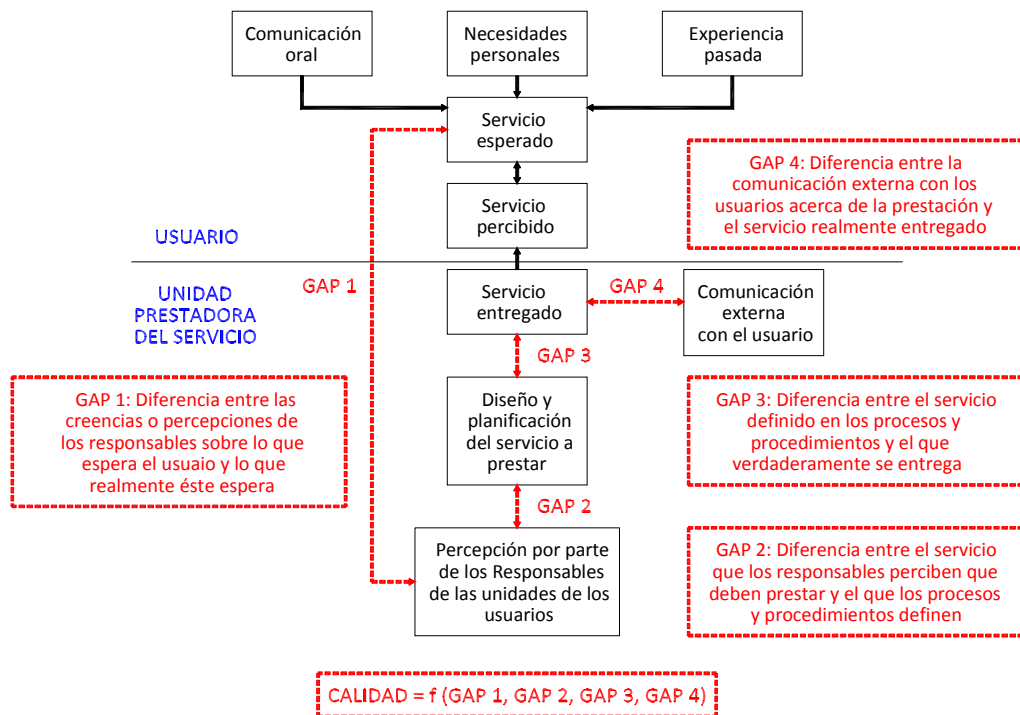 Comunicación
oral
Necesidades
personales
Experiencia
pasada
Servicio
esperado
GAP 4: Diferencia entre la
comunicación externa con los
usuarios acerca de la prestación y
el servicio realmente entregado
Servicio
percibido
USUARIO
GAP 1
UNIDAD
PRESTADORA
DEL SERVICIO
Servicio
entregado
GAP 4
Comunicación
externa
con el usuario
GAP 3
GAP 1: Diferencia entre las
creencias o percepciones de
los responsables sobre lo que
espera el usuaio y lo que
realmente éste espera
Diseño y
planificación
del servicio a
prestar
GAP 3: Diferencia entre el servicio
definido en los procesos y
procedimientos y el que
verdaderamente se entrega
GAP 2
Percepción por parte
de los Responsables
de las unidades de los
usuarios
GAP 2: Diferencia entre el servicio
que los responsables perciben que
deben prestar y el que los procesos
y procedimientos definen
CALIDAD = f (GAP 1, GAP 2, GAP 3, GAP 4)